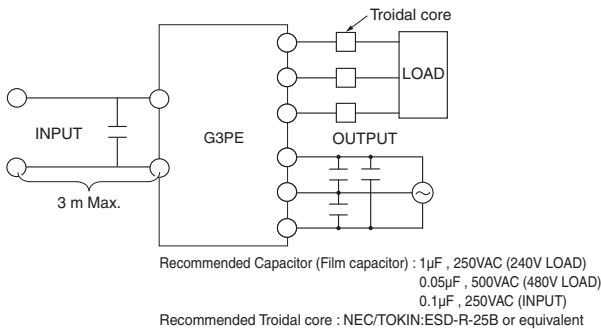 Troidal core
LOAD
INPUT
G3PE
OUTPUT
3 m Max.
Recommended Capacitor (Film capacitor) : 1µF , 250VAC (240V LOAD)
0.05µF , 500VAC (480V LOAD)
0.1µF , 250VAC (INPUT)
Recommended Troidal core : NEC/TOKIN:ESD-R-25B or equivalent